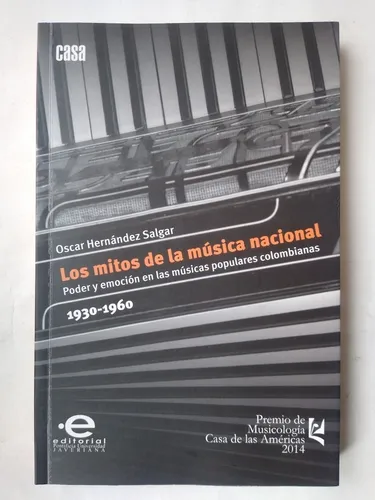 casa
Oscar Hernández Salgar
Los mitos de la música nacional
Poder y emoción en las músicas populares colombianas
1930-1960
editorial
Pontificia Universidad
JAVERIANA
Premio de
Musicología
Casa de las Américas
2014